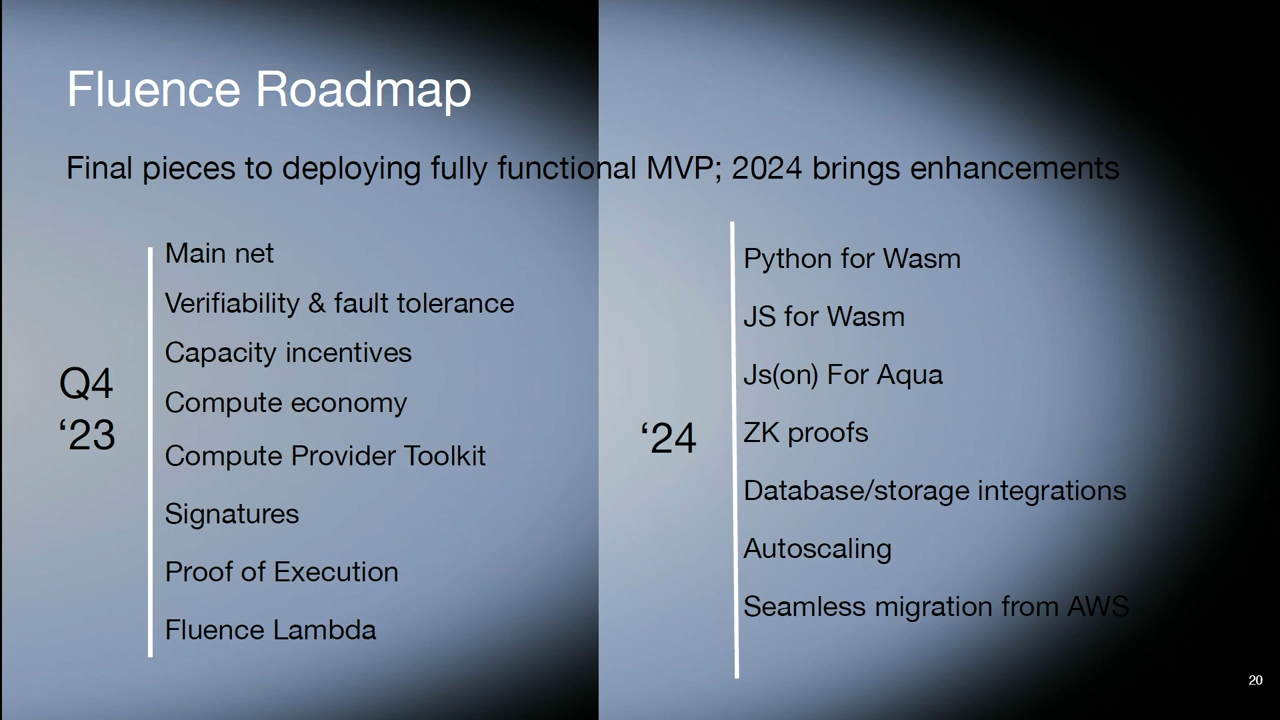 Fluence Roadmap
Final pieces to deploying fully functional MVP; 2024 brings enhancements
Q4
‘23
Main net
Verifiability & fault tolerance
Capacity incentives
Compute economy
Compute Provider Toolkit
Signatures
Proof of Execution
Fluence Lambda
‘24
Python for Wasm
JS for Wasm
Js(on) For Aqua
ZK proofs
Database/storage integrations
Autoscaling
Seamless migration from AWS
20